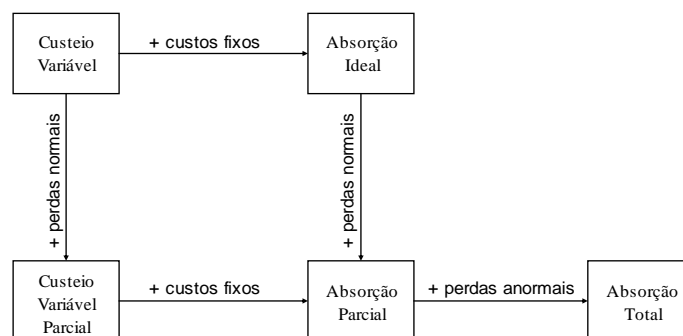 Custeio
Variável
+ custos fixos
Absorção
Ideal
+ perdas normais
+ perdas normais
Custeio
Variável
Parcial
+ custos fixos
Absorção
Parcial
+ perdas anormais
Absorção
Total